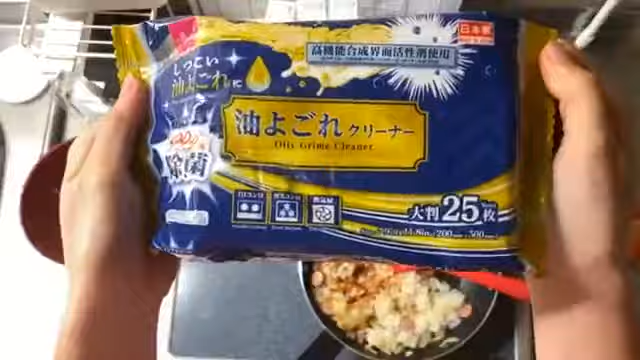 日本製
高機能合成界面活性剤使用
しつこい
油よごれに
油よごれクリーナー
Oily Grime Cleaner
99.9%
除菌
大判25枚